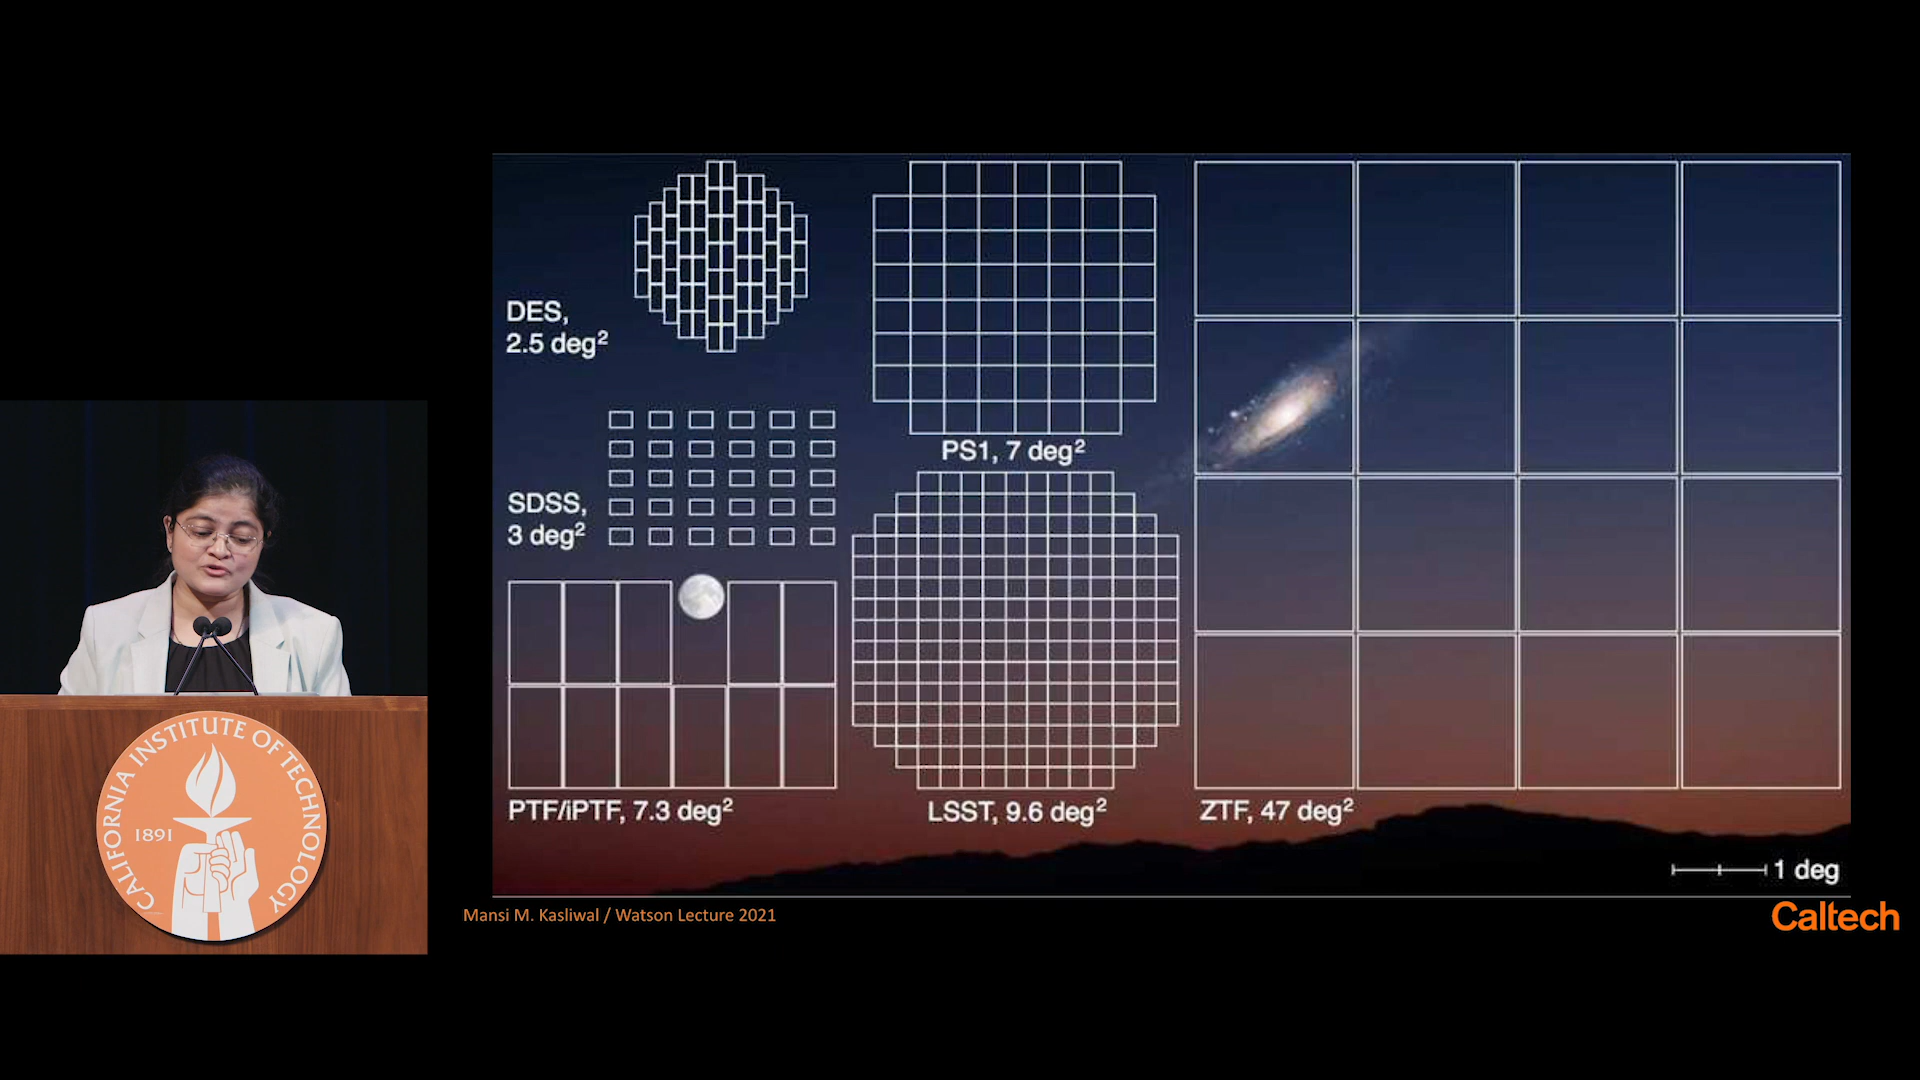 DES,
2.5 deg²
SDSS,
3 deg²
PTF/iPTF, 7.3 deg²
PS1, 7 deg²
LSST, 9.6 deg²
ZTF, 47 deg²
1 deg
Mansi M. Kasliwal / Watson Lecture 2021
Caltech
CALIFORNIA INSTITUTE OF TECHNOLOGY
1891